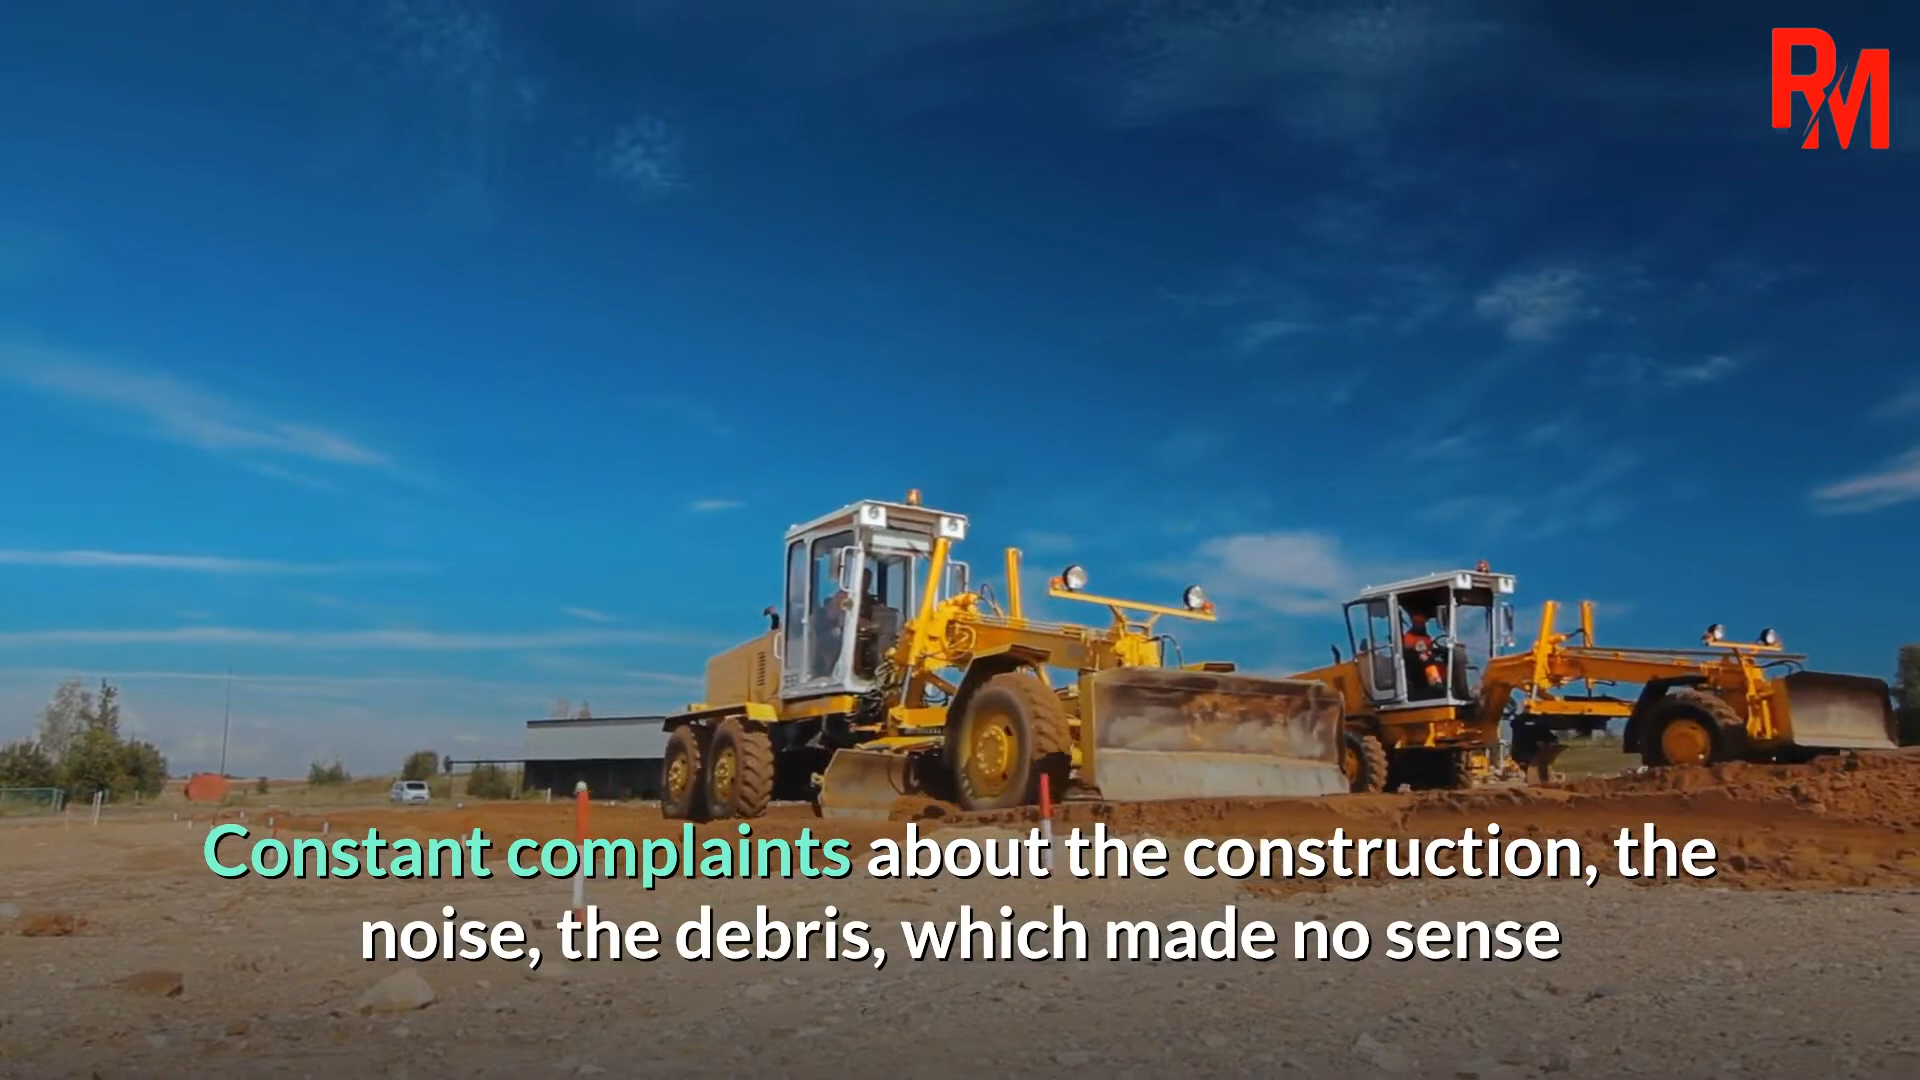 RM
Constant complaints about the construction, the
noise, the debris, which made no sense